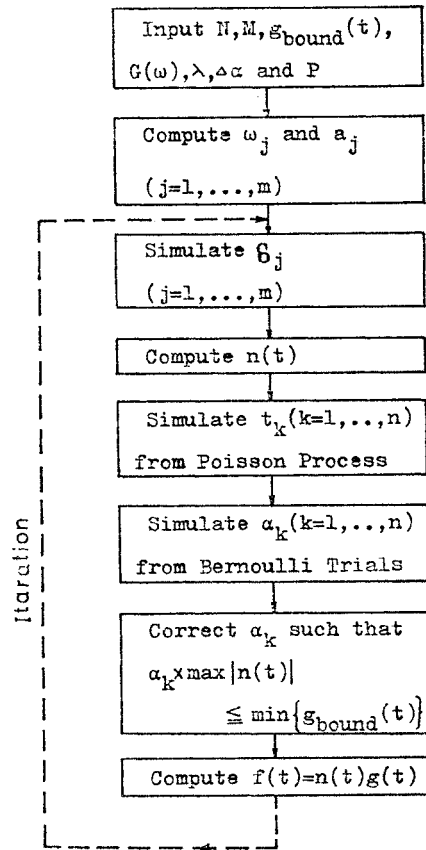 Input N,M,g_bound(t),
G(ω),λ,Δα and P
Compute ω_j and a_j
(j=1,...,m)
Simulate ϐ_j
(j=1,...,m)
Compute n(t)
Simulate t_k(k=1,..,n)
from Poisson Process
Simulate α_k(k=1,..,n)
from Bernoulli Trials
Correct α_k such that
α_k×max|n(t)|
≦ min{g_bound(t)}
Compute f(t)=n(t)g(t)
Itaration